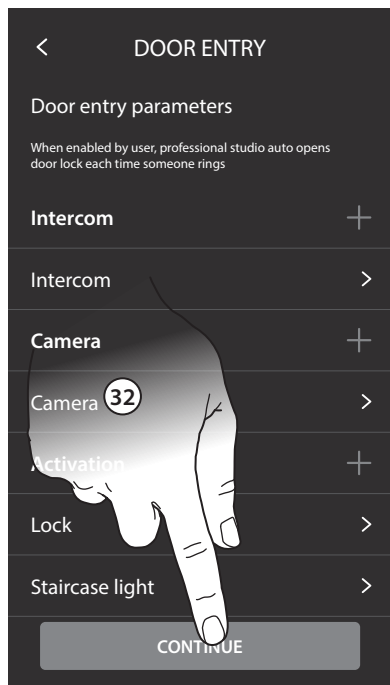 DOOR ENTRY
Door entry parameters
When enabled by user, professional studio auto opens
door lock each time someone rings
Intercom
Intercom
Camera
Camera
32
Activation
Lock
Staircase light
CONTINUE